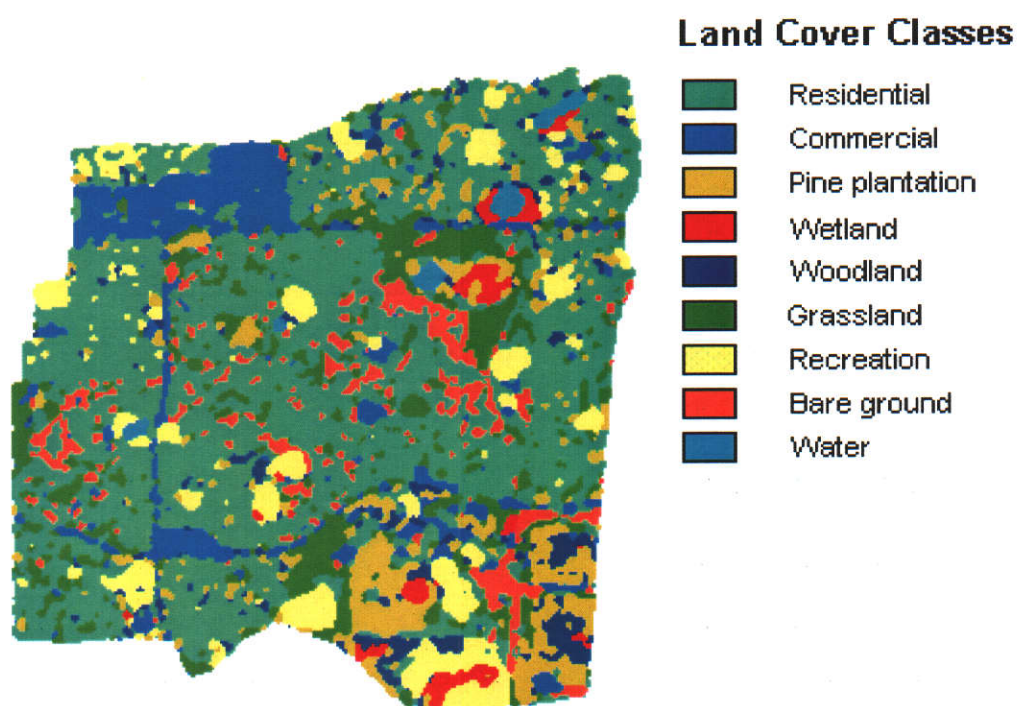 Land Cover Classes
Residential
Commercial
Pine plantation
Wetland
Woodland
Grassland
Recreation
Bare ground
Water